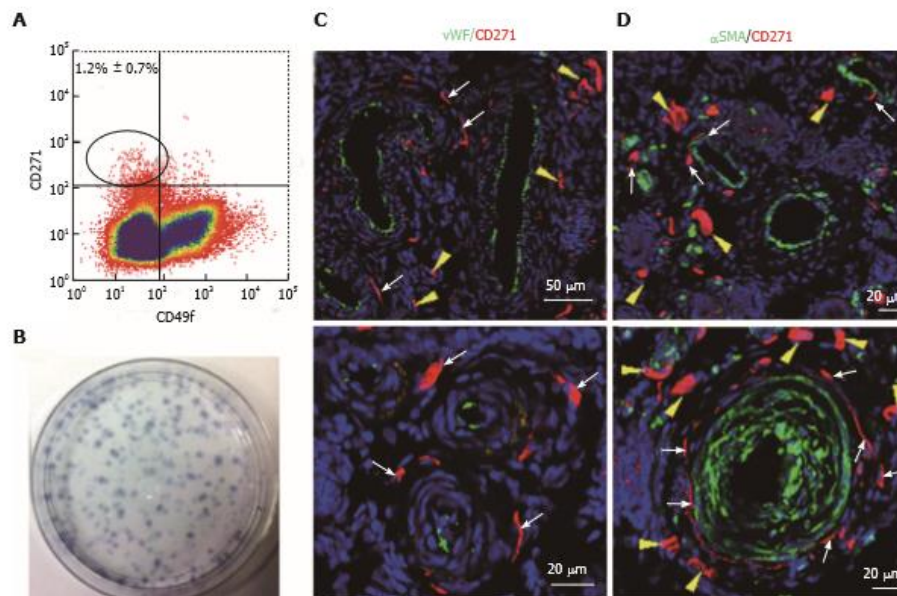 A
1.2% ± 0.7%
CD271
10⁵
10⁴
10³
10²
10¹
10⁰
10⁰ 10¹ 10² 10³ 10⁴ 10⁵
CD49f
B
C
vWF/CD271
50 μm
20 μm
D
αSMA/CD271
20 μm
20 μm